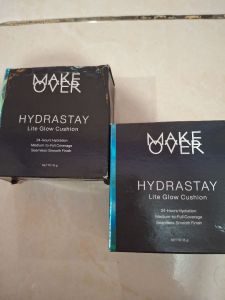 MAKE
OVER
HYDRASTAY
Lite Glow Cushion
24-Hours Hydration
Medium-to-Full Coverage
Seamless Smooth Finish
MAKE
OVER
HYDRASTAY
Lite Glow Cushion
24-Hours Hydration
Medium-to-Full Coverage
Seamless Smooth Finish